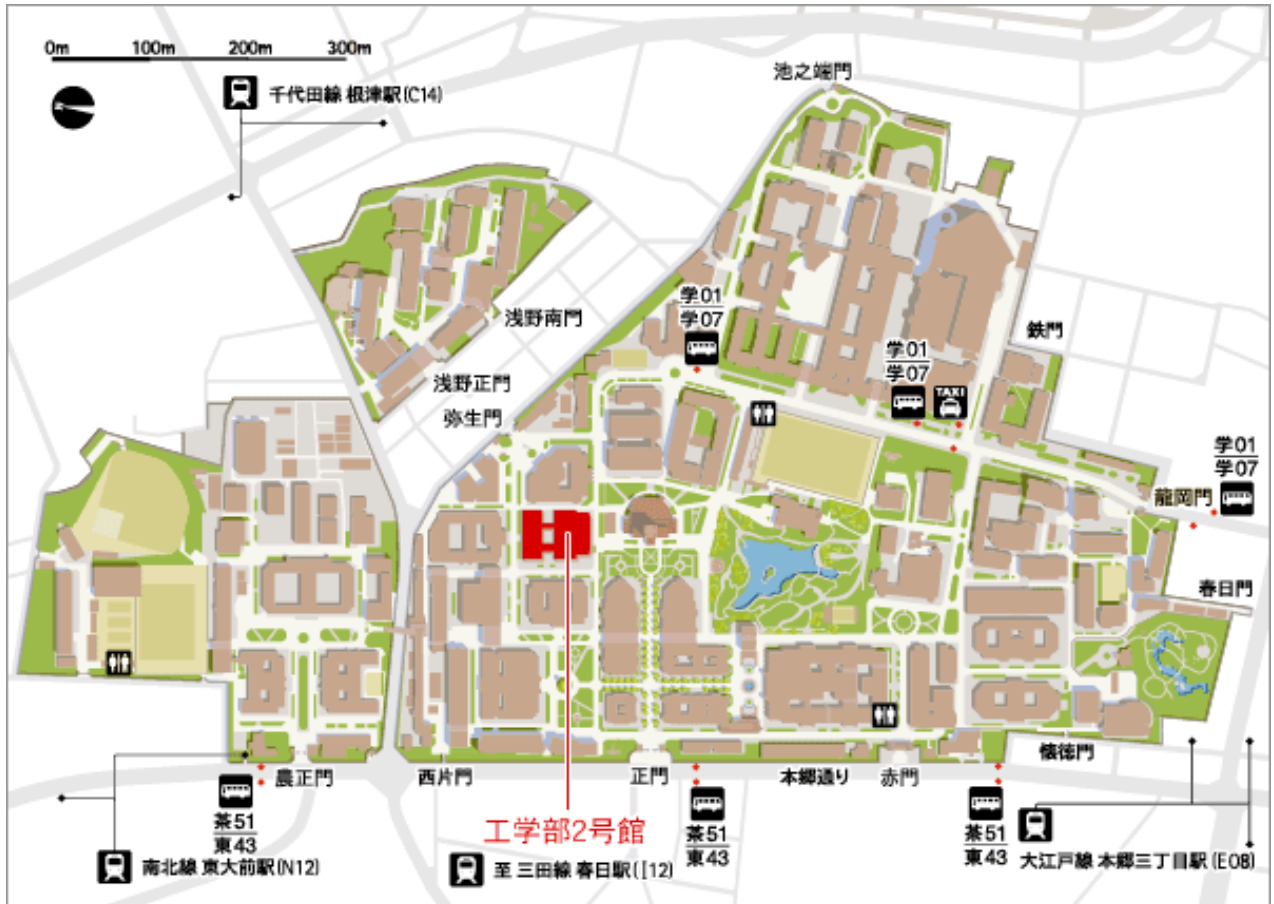 0m 100m 200m 300m
千代田線 根津駅(C14)
池之端門
学01
学07
浅野南門
学01
学07
TAXI
鉄門
浅野正門
弥生門
学01
学07
龍岡門
春日門
農正門
西片門
正門
本郷通り
赤門
懐徳門
茶51
東43
工学部2号館
茶51
東43
茶51
東43
南北線 東大前駅(N12)
至 三田線 春日駅(I12)
大江戸線 本郷三丁目駅(E08)